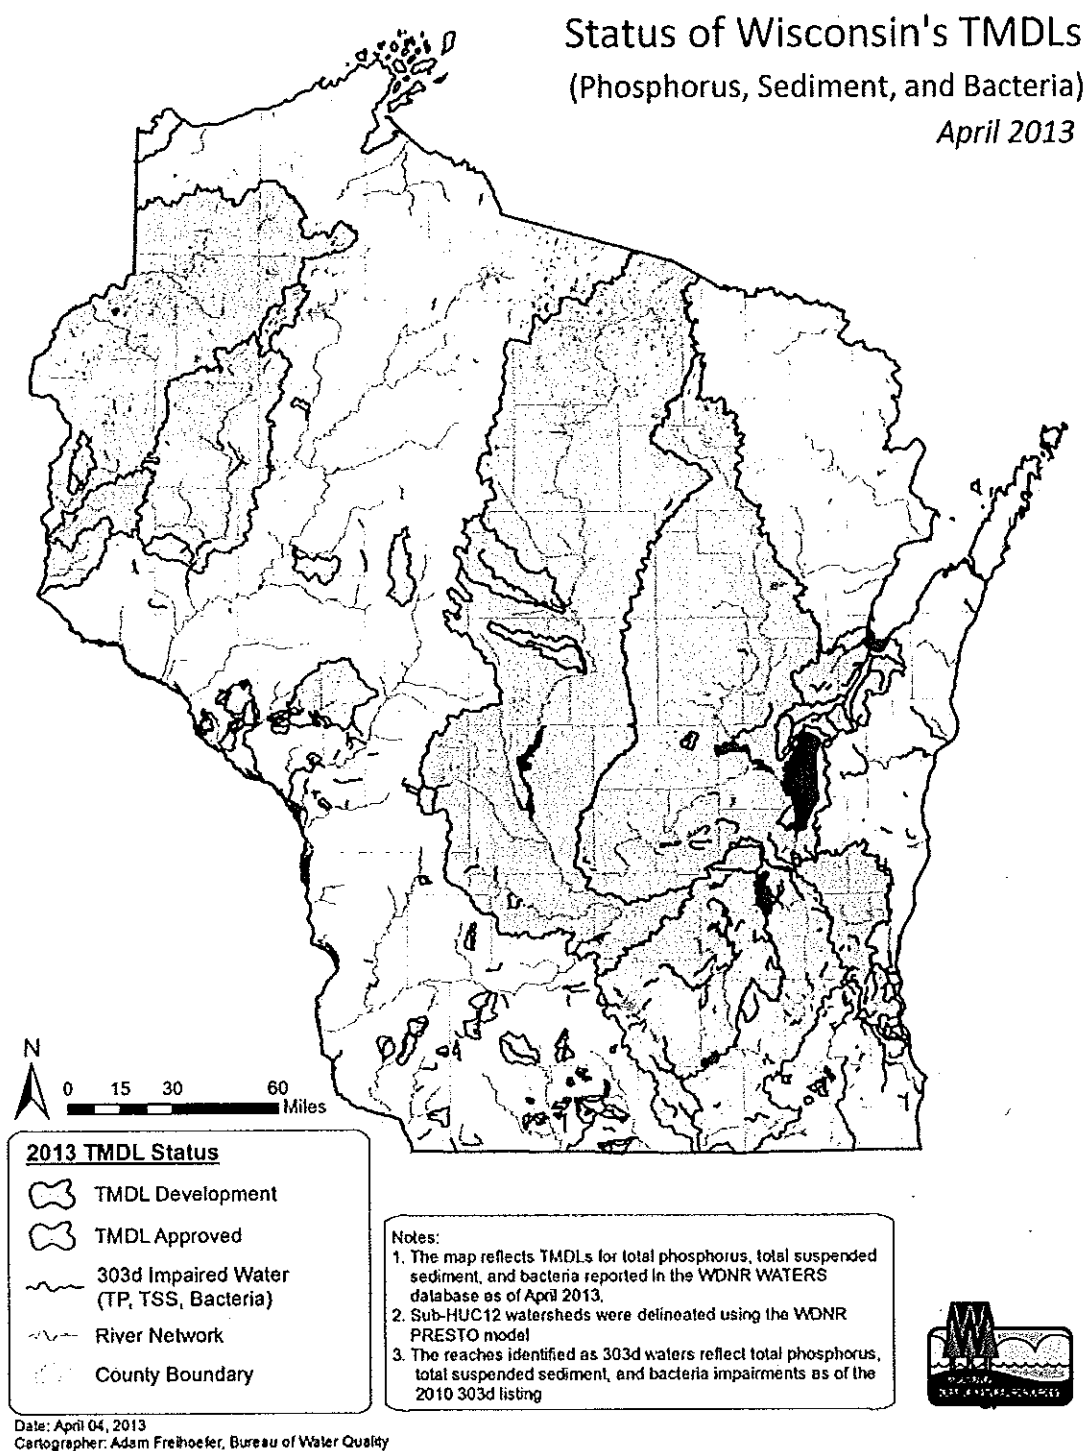 Status of Wisconsin's TMDLs
(Phosphorus, Sediment, and Bacteria)
April 2013
N
0 15 30 60
Miles
2013 TMDL Status
TMDL Development
TMDL Approved
303d Impaired Water
(TP, TSS, Bacteria)
River Network
County Boundary
Notes:
1. The map reflects TMDLs for total phosphorus, total suspended
sediment, and bacteria reported in the WDNR WATERS
database as of April 2013.
2. Sub-HUC12 watersheds were delineated using the WDNR
PRESTO model
3. The reaches identified as 303d waters reflect total phosphorus,
total suspended sediment, and bacteria impairments as of the
2010 303d listing
WISCONSIN
DEPT. OF NATURAL RESOURCES
Date: April 04, 2013
Cartographer: Adam Freihoefer, Bureau of Water Quality